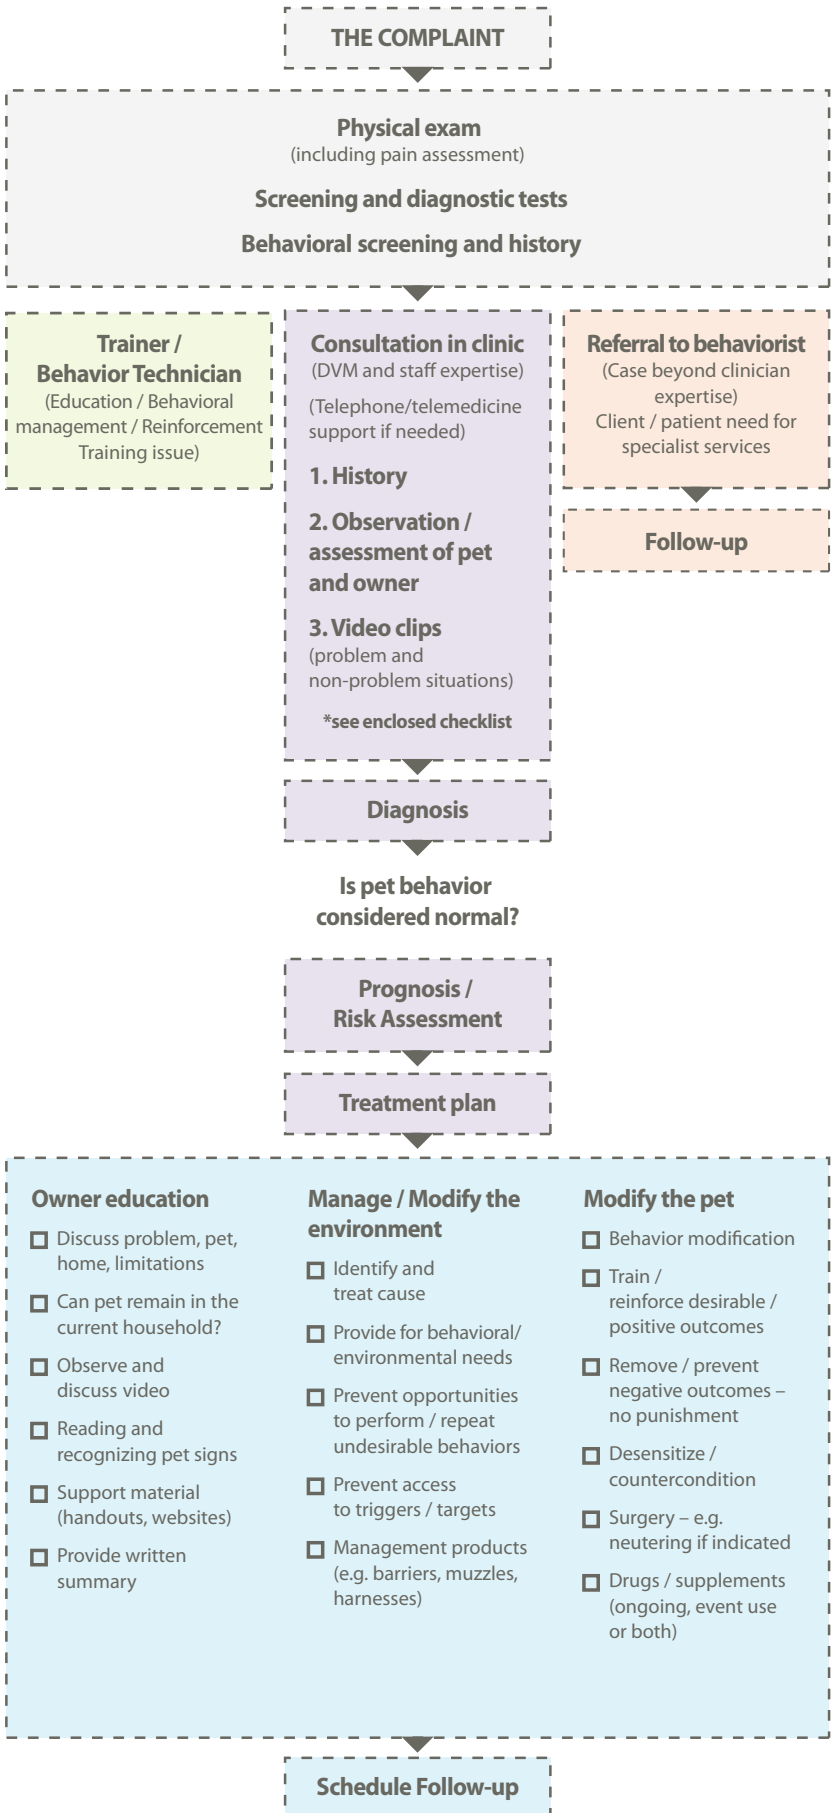 THE COMPLAINT
Physical exam
(including pain assessment)
Screening and diagnostic tests
Behavioral screening and history
Trainer /
Behavior Technician
(Education / Behavioral
management / Reinforcement
Training issue)
Consultation in clinic
(DVM and staff expertise)
(Telephone/telemedicine
support if needed)
1. History
2. Observation /
assessment of pet
and owner
3. Video clips
(problem and
non-problem situations)
*see enclosed checklist
Referral to behaviorist
(Case beyond clinician
expertise)
Client / patient need for
specialist services
Follow-up
Diagnosis
Is pet behavior
considered normal?
Prognosis /
Risk Assessment
Treatment plan
Owner education
Discuss problem, pet,
home, limitations
Can pet remain in the
current household?
Observe and
discuss video
Reading and
recognizing pet signs
Support material
(handouts, websites)
Provide written
summary
Manage / Modify the
environment
Identify and
treat cause
Provide for behavioral/
environmental needs
Prevent opportunities
to perform / repeat
undesirable behaviors
Prevent access
to triggers / targets
Management products
(e.g. barriers, muzzles,
harnesses)
Modify the pet
Behavior modification
Train /
reinforce desirable /
positive outcomes
Remove / prevent
negative outcomes –
no punishment
Desensitize /
countercondition
Surgery – e.g.
neutering if indicated
Drugs / supplements
(ongoing, event use
or both)
Schedule Follow-up